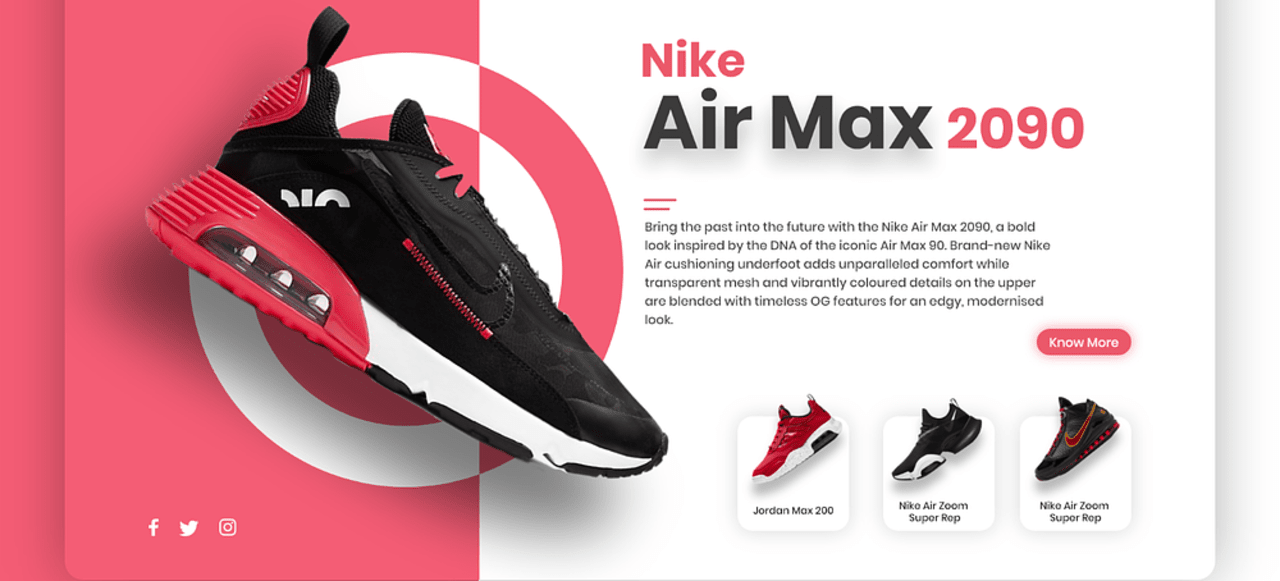 Nike
Air Max 2090
Bring the past into the future with the Nike Air Max 2090, a bold
look inspired by the DNA of the iconic Air Max 90. Brand-new Nike
Air cushioning underfoot adds unparalleled comfort while
transparent mesh and vibrantly coloured details on the upper
are blended with timeless OG features for an edgy, modernised
look.
Know More
Jordan Max 200
Nike Air Zoom
Super Rep
Nike Air Zoom
Super Rep